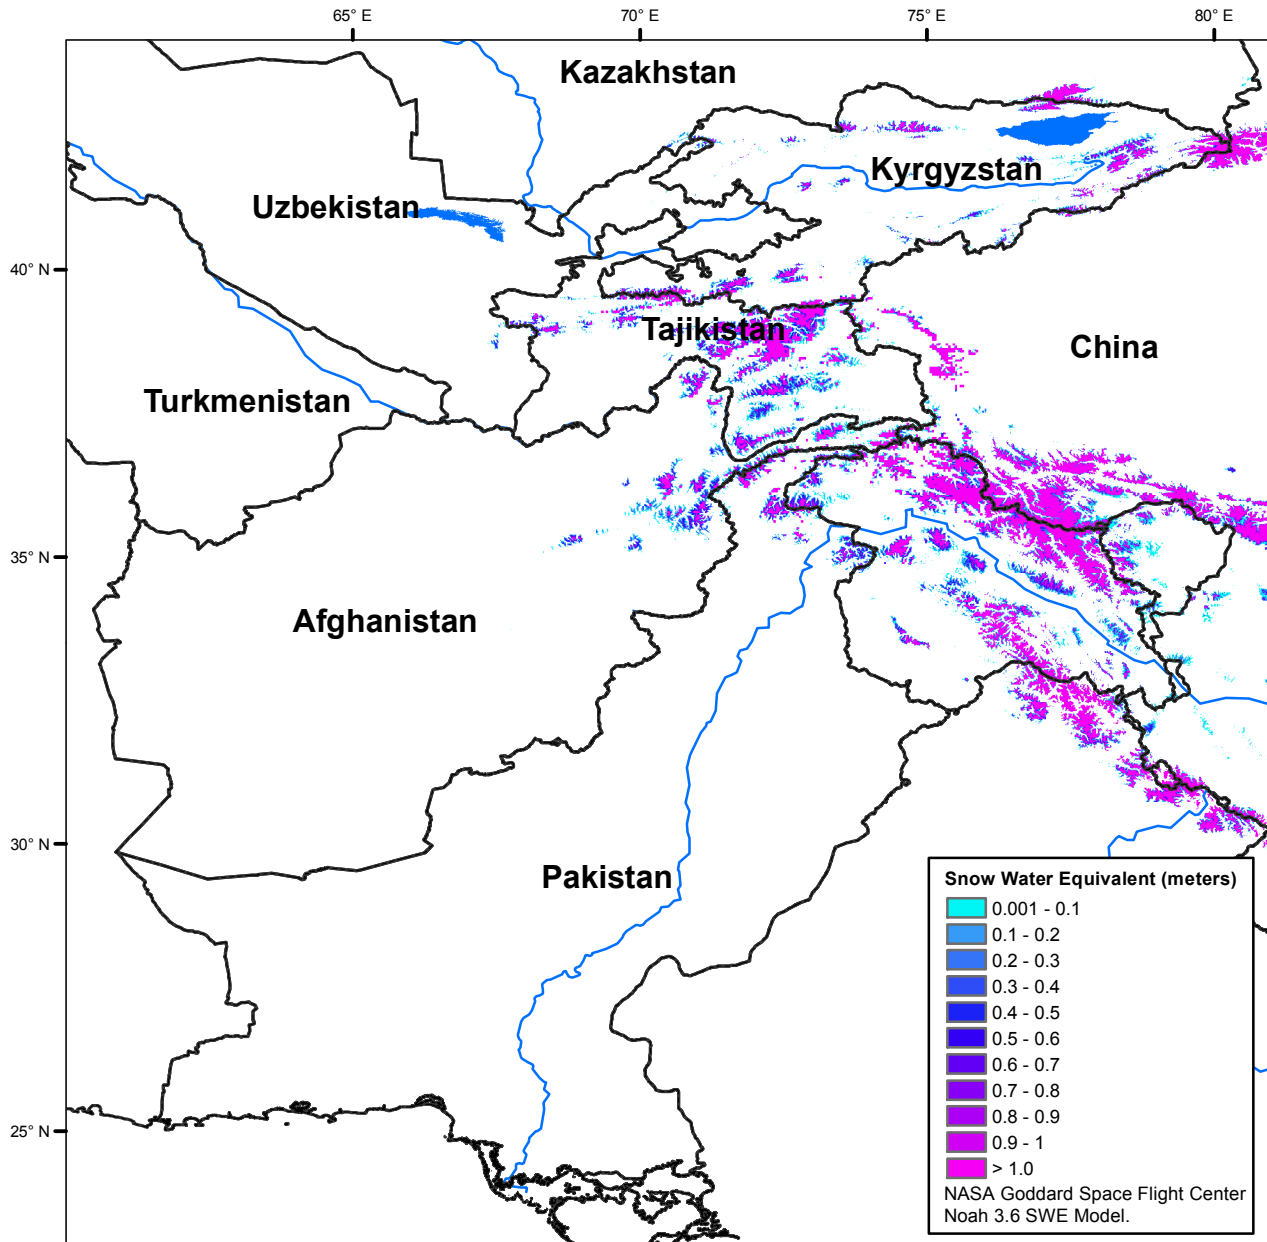 65° E
70° E
75° E
80° E
Kazakhstan
Kyrgyzstan
Uzbekistan
40° N
Tajikistan
China
Turkmenistan
35° N
Afghanistan
30° N
Pakistan
25° N
Snow Water Equivalent (meters)
0.001 - 0.1
0.1 - 0.2
0.2 - 0.3
0.3 - 0.4
0.4 - 0.5
0.5 - 0.6
0.6 - 0.7
0.7 - 0.8
0.8 - 0.9
0.9 - 1
> 1.0
NASA Goddard Space Flight Center
Noah 3.6 SWE Model.